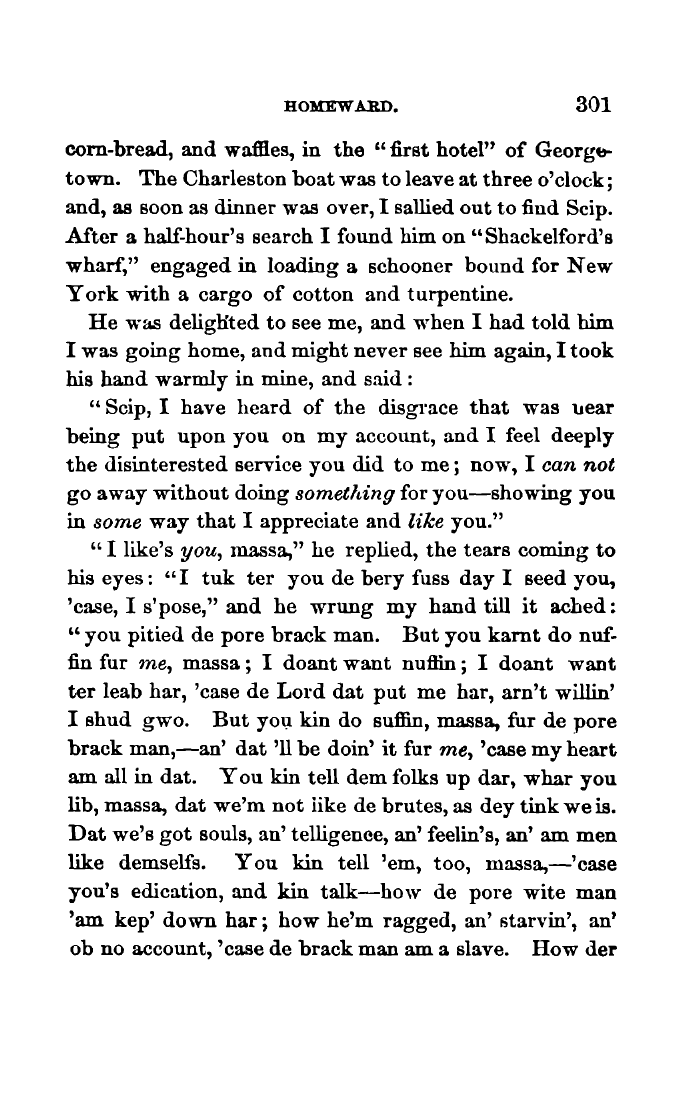 HOMEWARD. 301
corn-bread, and waffles, in the “first hotel” of George-
town. The Charleston boat was to leave at three o’clock;
and, as soon as dinner was over, I sallied out to find Scip.
After a half-hour’s search I found him on “Shackelford’s
wharf,” engaged in loading a schooner bound for New
York with a cargo of cotton and turpentine.
He was delighted to see me, and when I had told him
I was going home, and might never see him again, I took
his hand warmly in mine, and said:
“Scip, I have heard of the disgrace that was near
being put upon you on my account, and I feel deeply
the disinterested service you did to me; now, I can not
go away without doing something for you—showing you
in some way that I appreciate and like you.”
“I like’s you, massa,” he replied, the tears coming to
his eyes: “I tuk ter you de bery fuss day I seed you,
’case, I s’pose,” and he wrung my hand till it ached:
“you pitied de pore brack man. But you karnt do nuf-
fin fur me, massa; I doant want nuffin; I doant want
ter leab har, ’case de Lord dat put me har, arn’t willin’
I shud gwo. But you kin do suffin, massa, fur de pore
brack man,—an’ dat ’ll be doin’ it fur me, ’case my heart
am all in dat. You kin tell dem folks up dar, whar you
lib, massa, dat we’m not like de brutes, as dey tink we is.
Dat we’s got souls, an’ telligence, an’ feelin’s, an’ am men
like demselfs. You kin tell ’em, too, massa,—’case
you’s edication, and kin talk—how de pore wite man
’am kep’ down har; how he’m ragged, an’ starvin’, an’
ob no account, ’case de brack man am a slave. How der